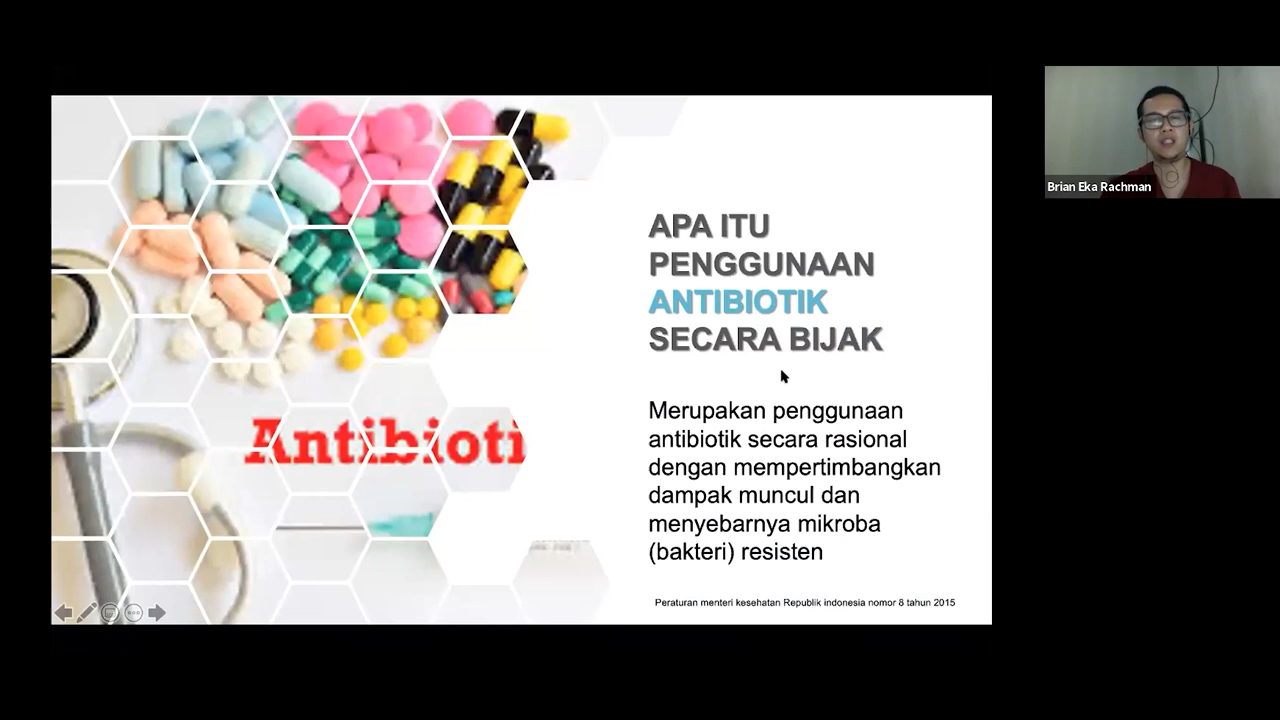 Brian Eka Rachman
APA ITU
PENGGUNAAN
ANTIBIOTIK
SECARA BIJAK
Merupakan penggunaan
antibiotik secara rasional
dengan mempertimbangkan
dampak muncul dan
menyebarnya mikroba
(bakteri) resisten
Antibioti
Peraturan menteri kesehatan Republik indonesia nomor 8 tahun 2015